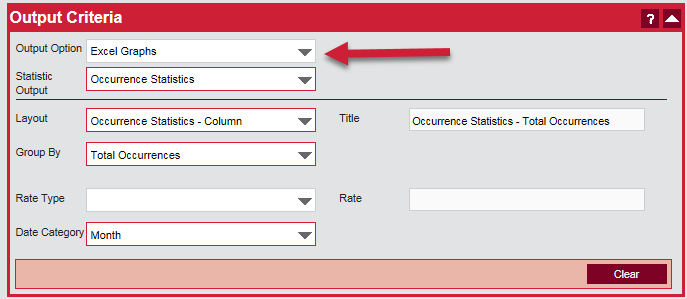 Output Criteria ?
Output Option Excel Graphs
Statistic Output Occurrence Statistics
Layout Occurrence Statistics - Column Title Occurrence Statistics - Total Occurrences
Group By Total Occurrences
Rate Type Rate
Date Category Month
Clear